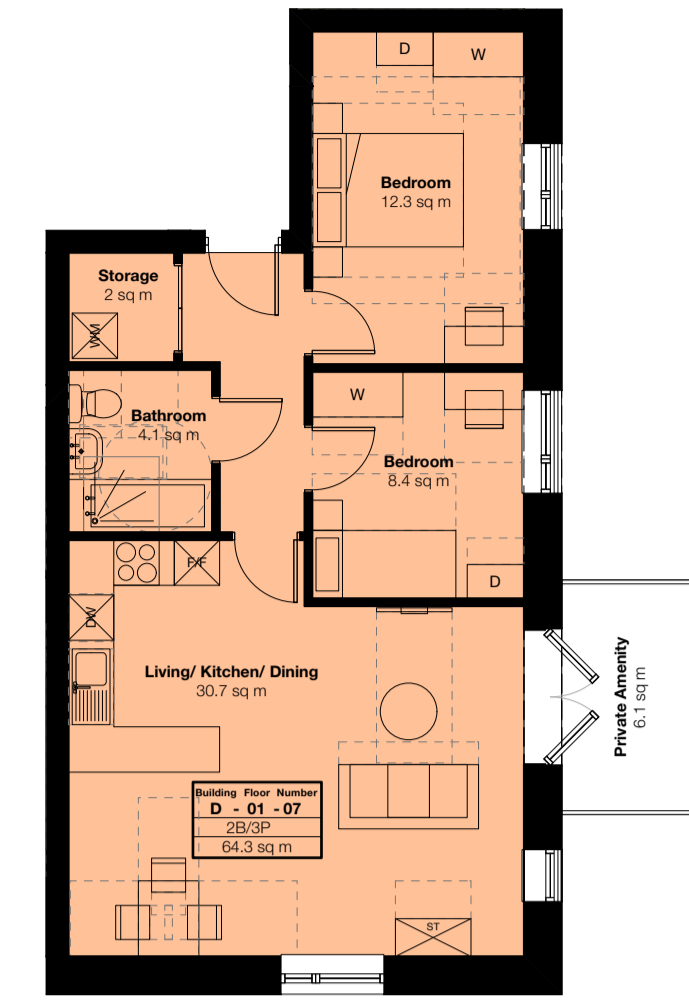 D
W
Bedroom
12.3 sq m
Storage
2 sq m
WM
Bathroom
4.1 sq m
W
Bedroom
8.4 sq m
D
F/F
DW
Living/ Kitchen/ Dining
30.7 sq m
Private Amenity
6.1 sq m
Building Floor Number
D - 01 - 07
2B/3P
64.3 sq m
ST